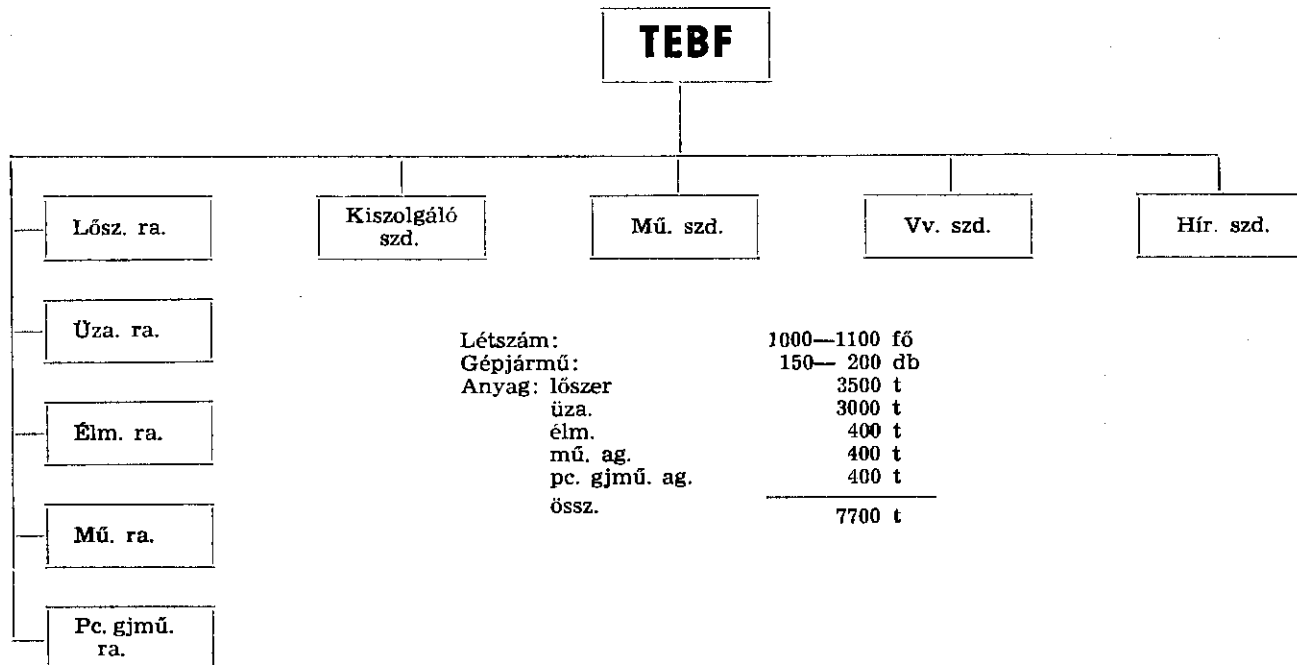 TEBF
Lősz. ra.
Kiszolgáló
szd.
Mű. szd.
Vv. szd.
Hír. szd.
Üza. ra.
Élm. ra.
Mű. ra.
Pc. gjmű.
ra.
Létszám: 1000—1100 fő
Gépjármű: 150— 200 db
Anyag: lőszer 3500 t
üza. 3000 t
élm. 400 t
mű. ag. 400 t
pc. gjmű. ag. 400 t
össz. 7700 t